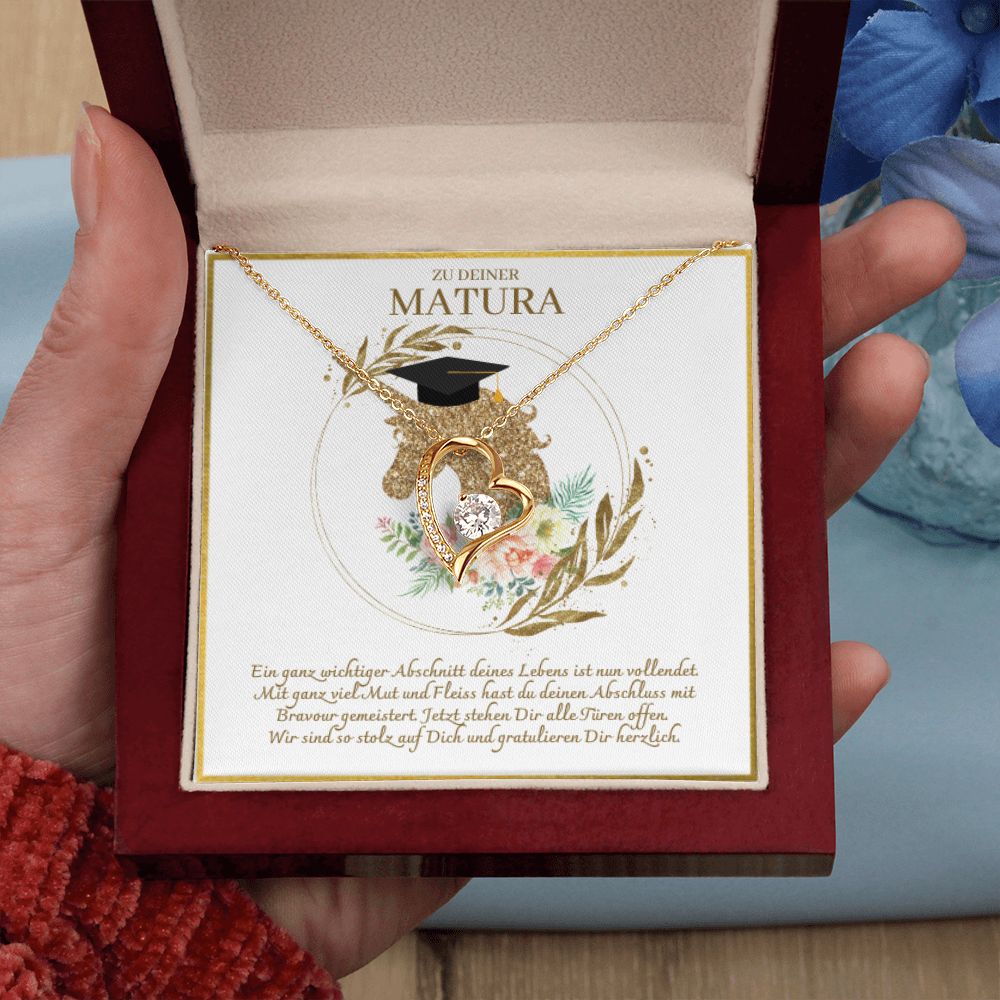 ZU DEINER
MATURA
Ein ganz wichtiger Abschnitt deines Lebens ist nun vollendet.
Mit ganz viel Mut und Fleiss hast du deinen Abschluss mit
Bravour gemeistert. Jetzt stehen Dir alle Türen offen.
Wir sind so stolz auf Dich und gratulieren Dir herzlich.